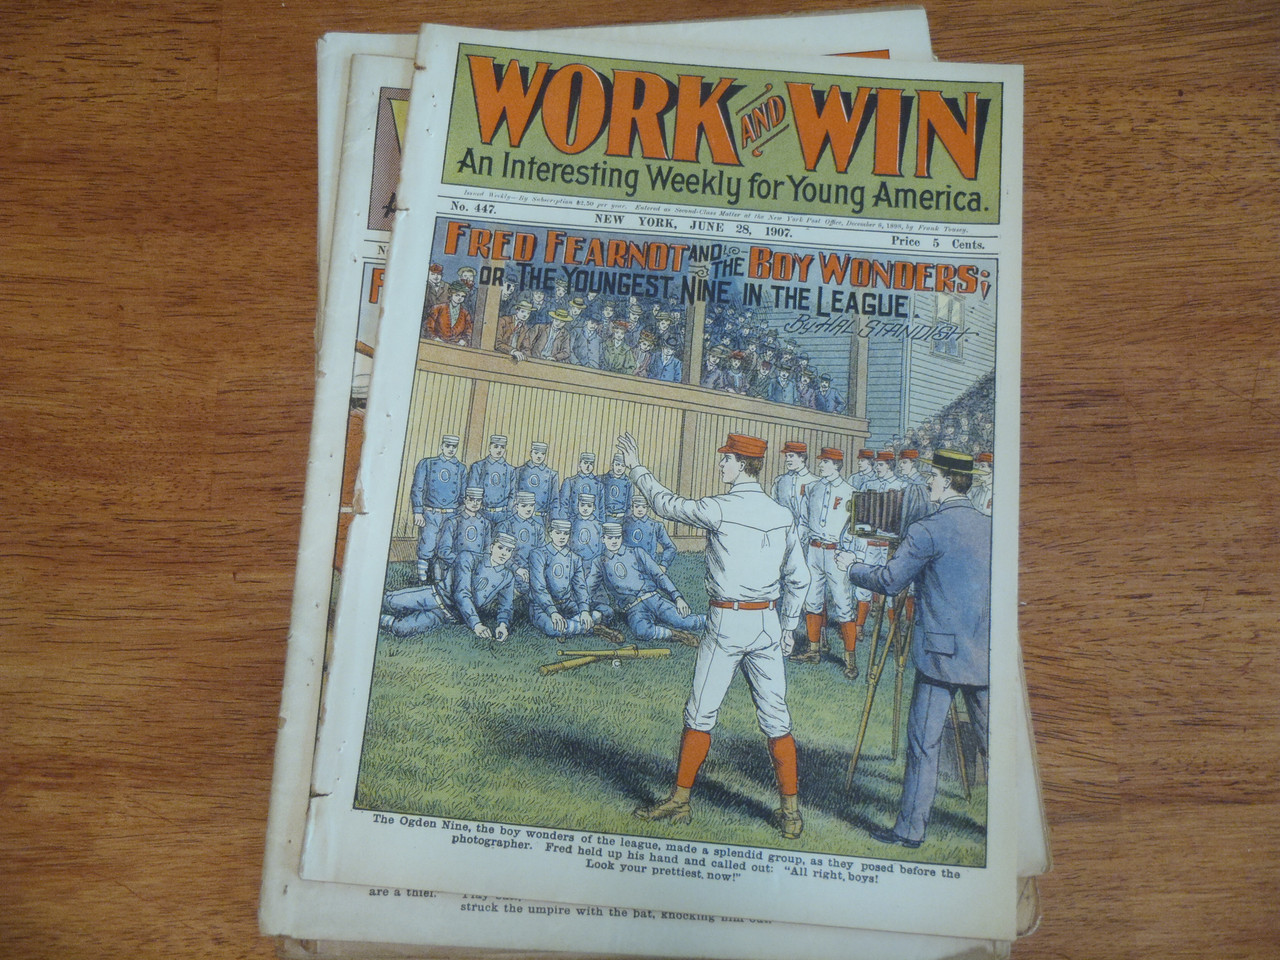 WORK AND WIN
An Interesting Weekly for Young America.
Issued Weekly—By Subscription $2.50 per year. Entered as Second-Class Matter at the New York Post Office, December 8, 1898, by Frank Tousey.
No. 447. NEW YORK, JUNE 28, 1907. Price 5 Cents.
FRED FEARNOT AND THE BOY WONDERS;
OR THE YOUNGEST NINE IN THE LEAGUE.
By HAL STANDISH.
F
The Ogden Nine, the boy wonders of the league, made a splendid group, as they posed before the
photographer. Fred held up his hand and called out: "All right, boys!
Look your prettiest, now!"
are a thief.
struck the umpire with the bat, knocking him out.